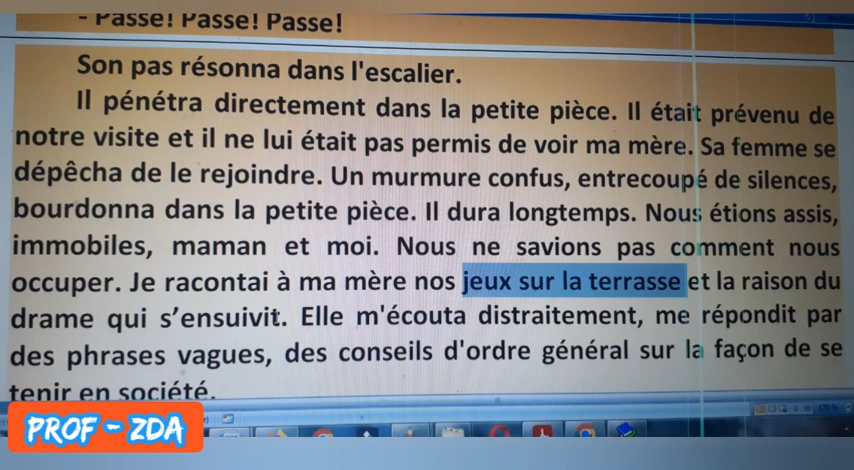 - Passe! Passe! Passe!
Son pas résonna dans l'escalier.
Il pénétra directement dans la petite pièce. Il était prévenu de
notre visite et il ne lui était pas permis de voir ma mère. Sa femme se
dépêcha de le rejoindre. Un murmure confus, entrecoupé de silences,
bourdonna dans la petite pièce. Il dura longtemps. Nous étions assis,
immobiles, maman et moi. Nous ne savions pas comment nous
occuper. Je racontai à ma mère nos jeux sur la terrasse et la raison du
drame qui s’ensuivit. Elle m'écouta distraitement, me répondit par
des phrases vagues, des conseils d'ordre général sur la façon de se
tenir en société.
PROF - ZDA
170 %